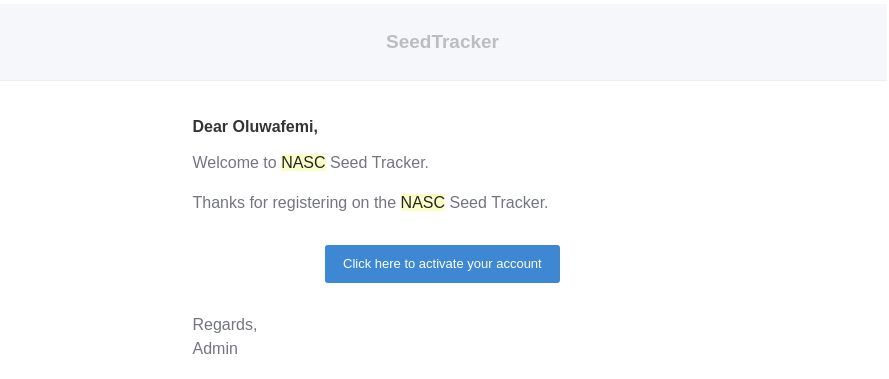 SeedTracker
Dear Oluwafemi,
Welcome to NASC Seed Tracker.
Thanks for registering on the NASC Seed Tracker.
Click here to activate your account
Regards,
Admin